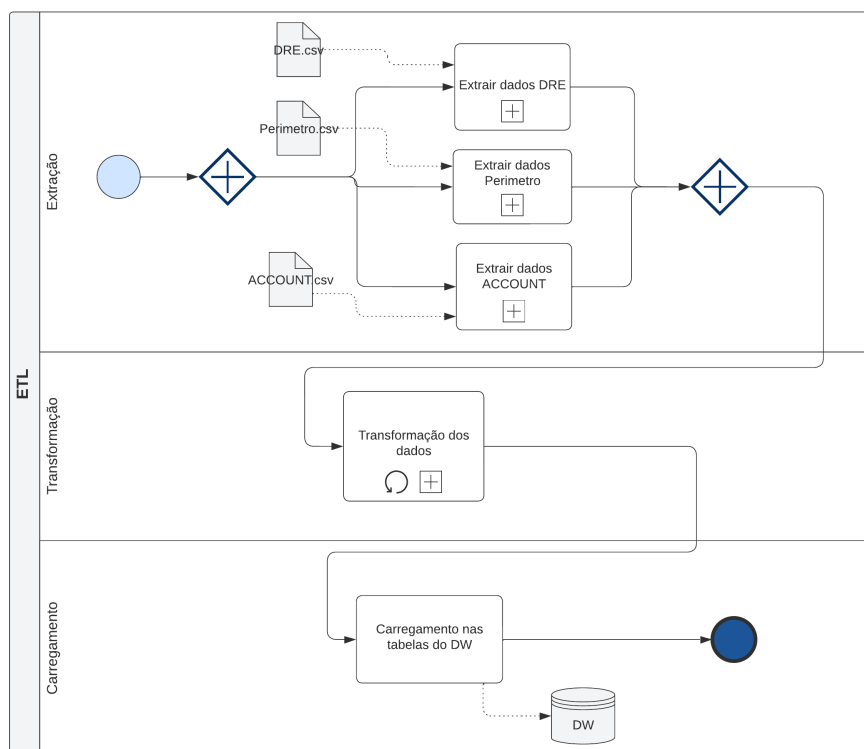 ETL
Extração
DRE.csv
Extrair dados DRE
Perimetro.csv
Extrair dados
Perimetro
ACCOUNT.csv
Extrair dados
ACCOUNT
Transformação
Transformação dos
dados
Carregamento
Carregamento nas
tabelas do DW
DW